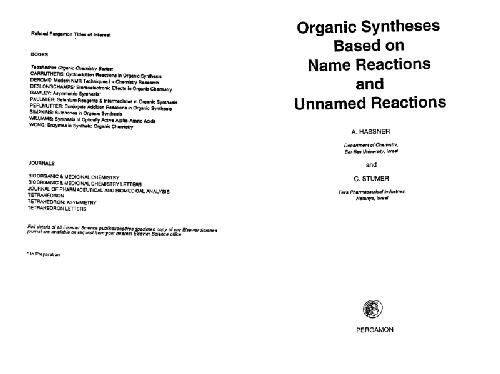 Related Pergamon Titles of Interest
BOOKS
Tetrahedron Organic Chemistry Series:
CARRUTHERS: Cycloaddition Reactions in Organic Synthesis
DEROME: Modern NMR Techniques for Chemistry Research
DESLONGCHAMPS: Stereoelectronic Effects in Organic Chemistry
GAWLEY: Asymmetric Synthesis*
PAULMIER: Selenium Reagents & Intermediates in Organic Synthesis
PERLMUTTER: Conjugate Addition Reactions in Organic Synthesis
SIMPKINS: Sulphones in Organic Synthesis
WILLIAMS: Synthesis of Optically Active Alpha-Amino Acids
WONG: Enzymes in Synthetic Organic Chemistry
JOURNALS
BIOORGANIC & MEDICINAL CHEMISTRY
BIOORGANIC & MEDICINAL CHEMISTRY LETTERS
JOURNAL OF PHARMACEUTICAL AND BIOMEDICAL ANALYSIS
TETRAHEDRON
TETRAHEDRON: ASYMMETRY
TETRAHEDRON LETTERS
Full details of all Elsevier Science publications/free specimen copy of any Elsevier Science
journal are available on request from your nearest Elsevier Science office
* In Preparation
Organic Syntheses
Based on
Name Reactions
and
Unnamed Reactions
A. HASSNER
Department of Chemistry,
Bar-Ilan University, Israel
and
C. STUMER
Teva Pharmaceutical Industries
Netanya, Israel
PERGAMON